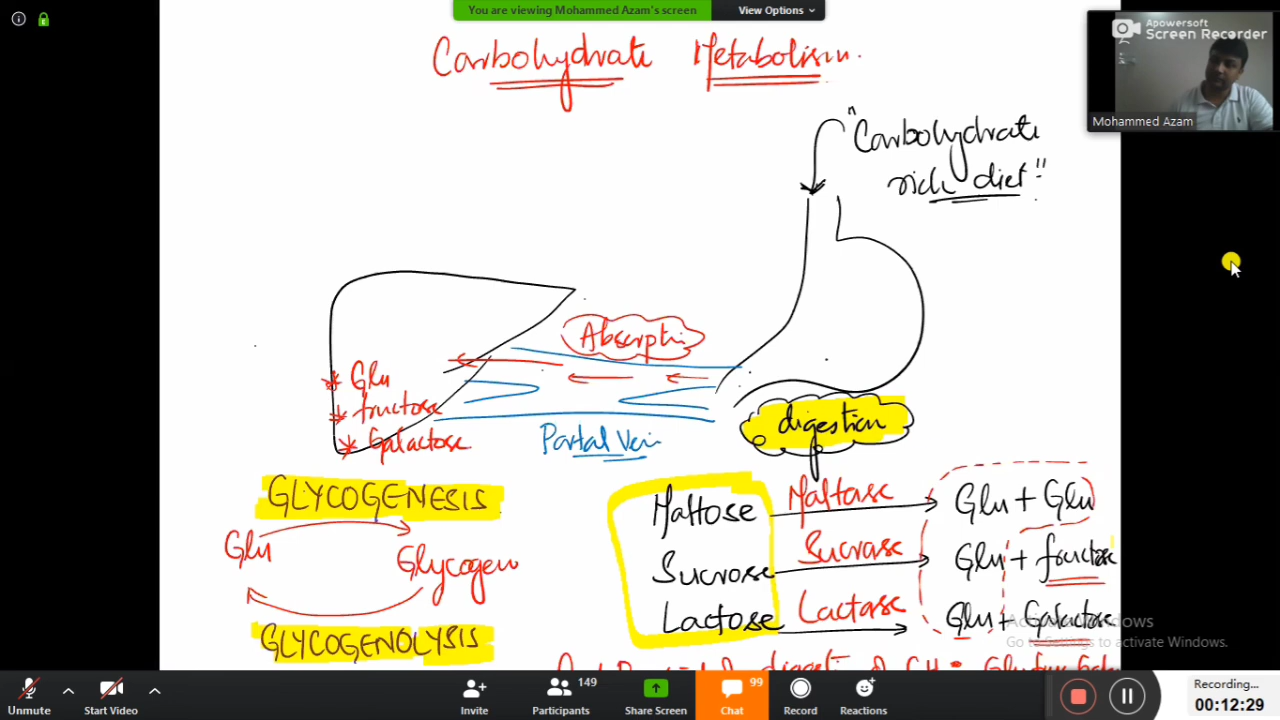 You are viewing Mohammed Azam's screen
View Options
Apowersoft
Screen Recorder
Mohammed Azam
Carbohydrate Metabolism.
"Carbohydrate
rich diet"
Absorptn
* Glu
* fructose
* Galactose
Portal Vein
digestion
GLYCOGENESIS
Glu
Glycogen
GLYCOGENOLYSIS
Maltose Maltase Glu + Glu
Sucrose Sucrase Glu + fructose
Lactose Lactase Glu + Galactose
Activate Windows
Go to Settings to activate Windows.
Unmute
Start Video
Invite
Participants
149
Share Screen
Chat
99
Record
Reactions
Recording...
00:12:29